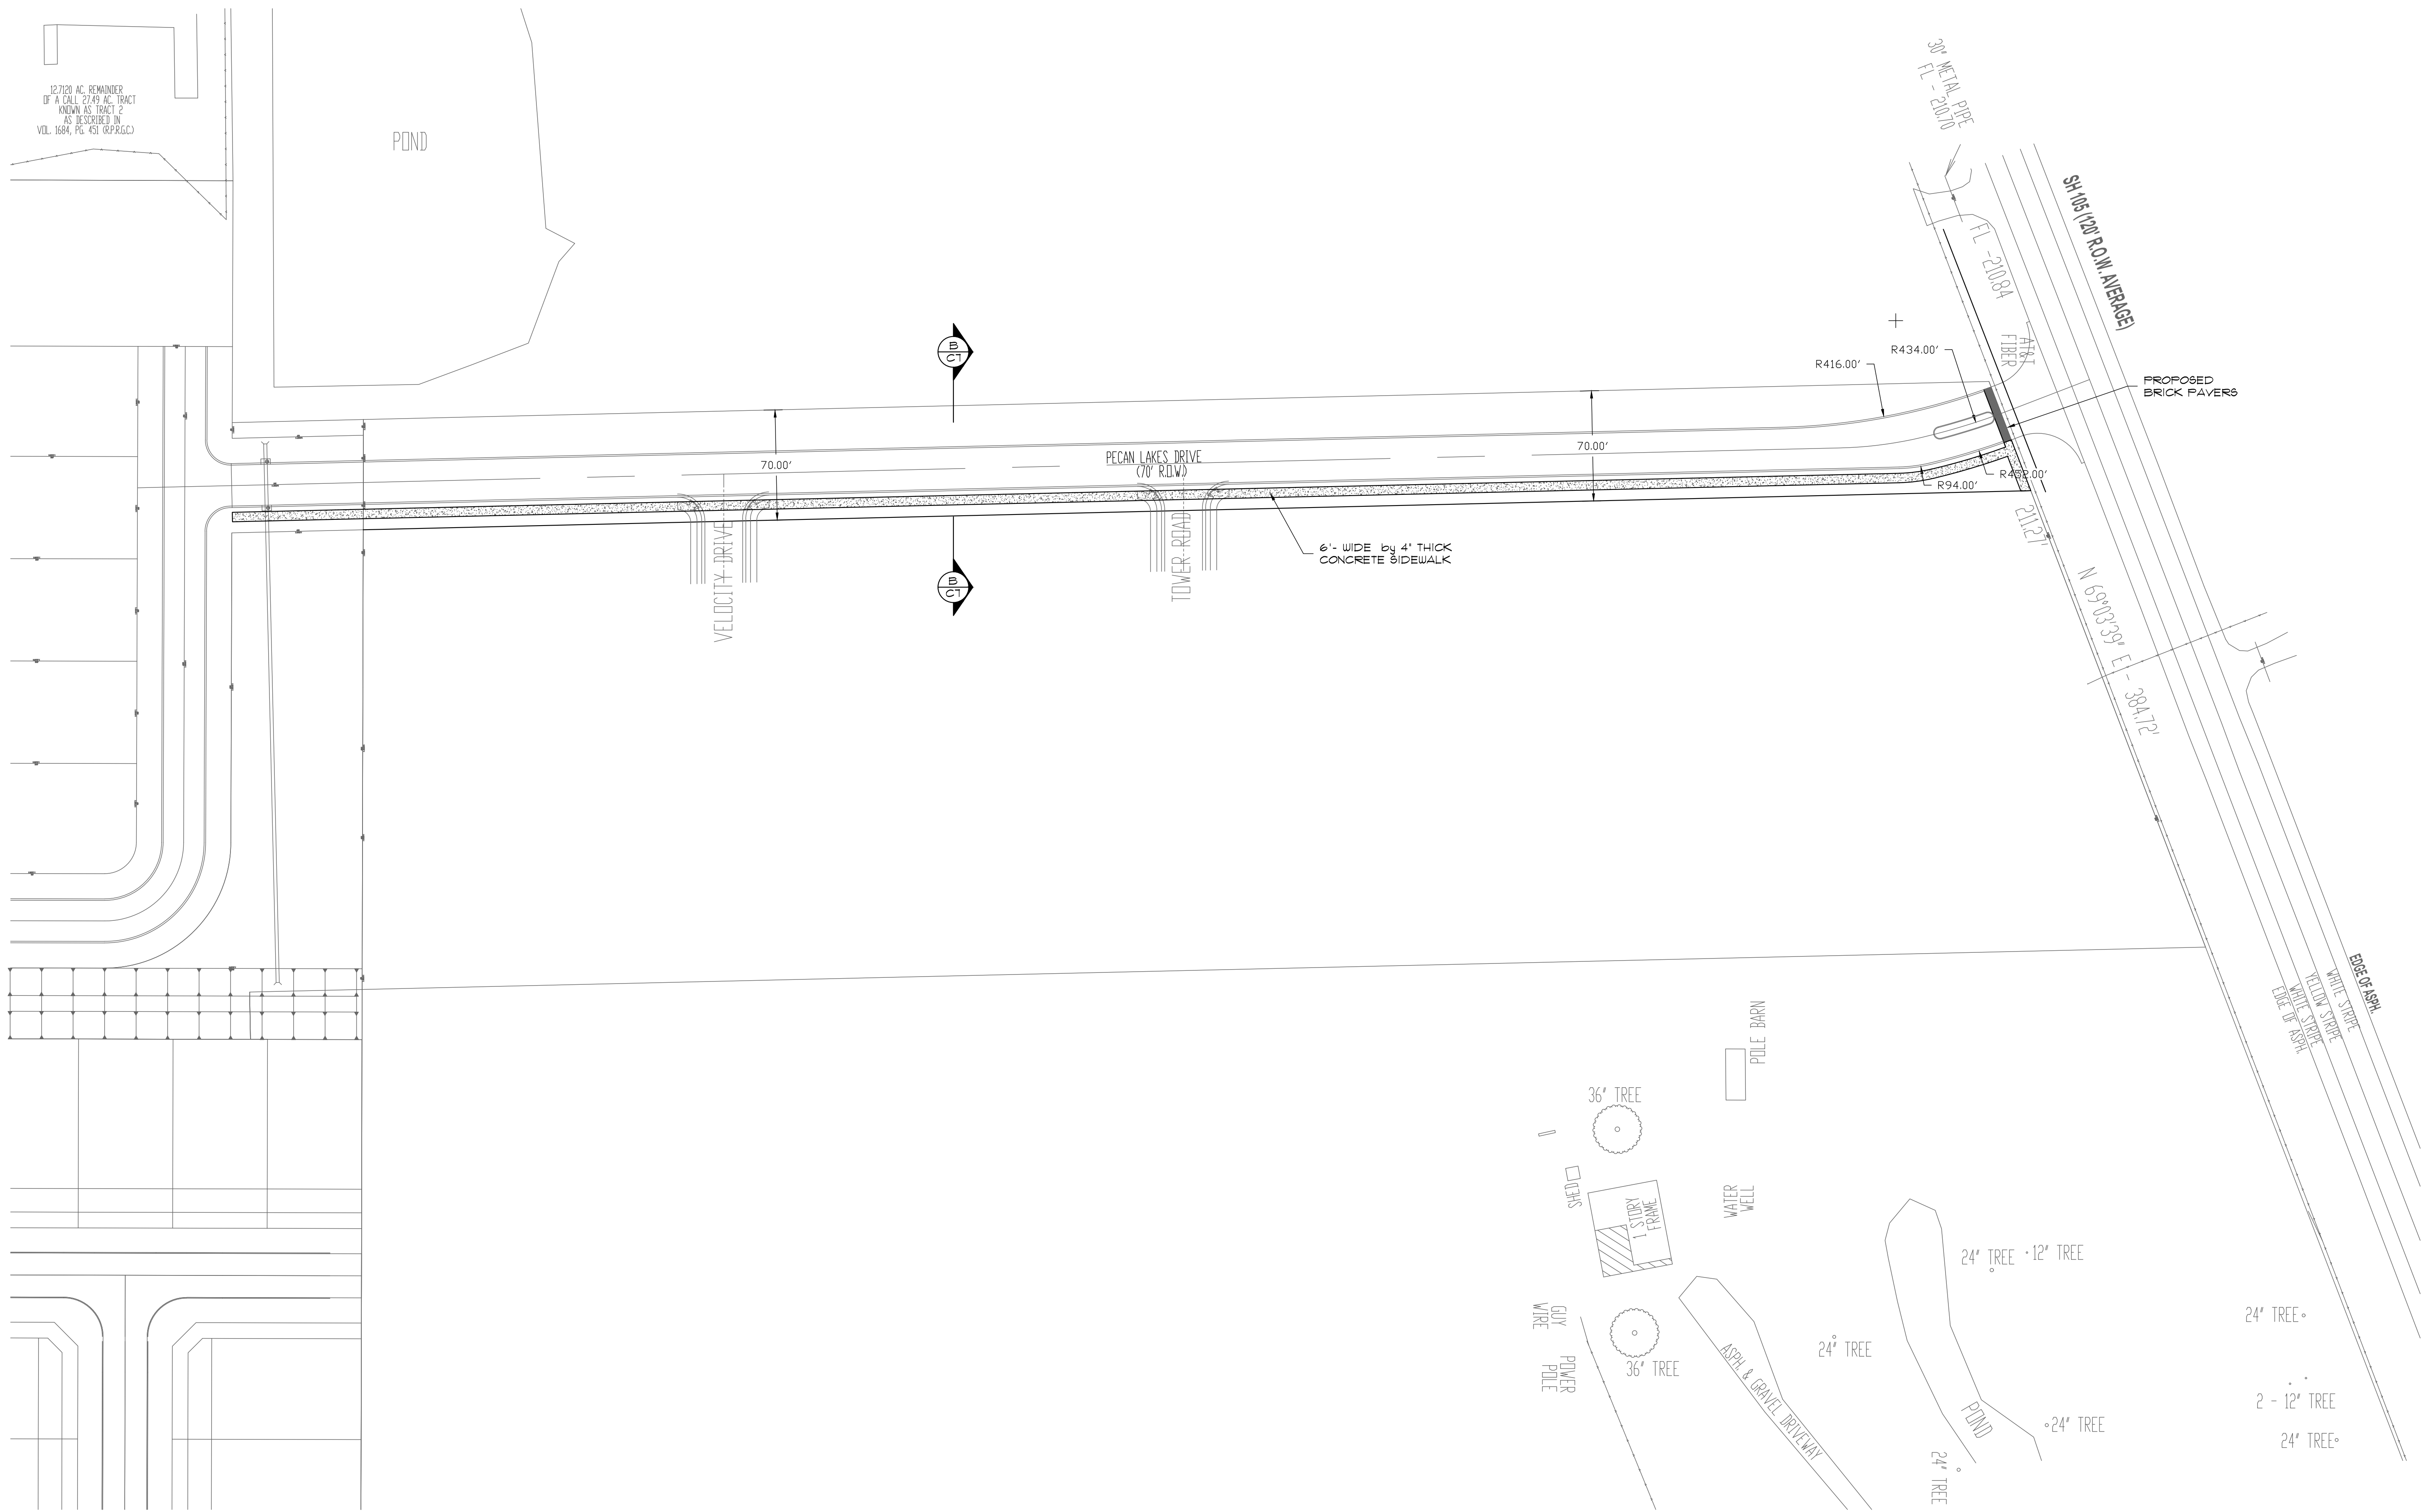 12.7120 AC. REMAINDER
OF A CALL 27.49 AC. TRACT
KNOWN AS TRACT 2
AS DESCRIBED IN
VOL. 1684, PG. 451 (R.P.R.G.C.)
POND
30" METAL PIPE
FL - 210.70
SH 105 (120' R.O.W. AVERAGE)
FL - 210.84
AT&T
FIBER
B
C7
R416.00'
R434.00'
PROPOSED
BRICK PAVERS
70.00'
70.00'
PECAN LAKES DRIVE
(70' R.O.W.)
R452.00'
R94.00'
211.27'
6'- WIDE by 4" THICK
CONCRETE SIDEWALK
VELOCITY DRIVE
TOWER ROAD
B
C7
N 69°03'39" E - 384.72'
EDGE OF ASPH.
WHITE STRIPE
YELLOW STRIPE
WHITE STRIPE
EDGE OF ASPH.
POLE BARN
36" TREE
SHED
1 STORY
FRAME
WATER
WELL
24" TREE
12" TREE
GUY
WIRE
POWER
POLE
36" TREE
ASPH. & GRAVEL DRIVEWAY
24" TREE
POND
24" TREE
24" TREE
24" TREE
2 - 12" TREE
24" TREE